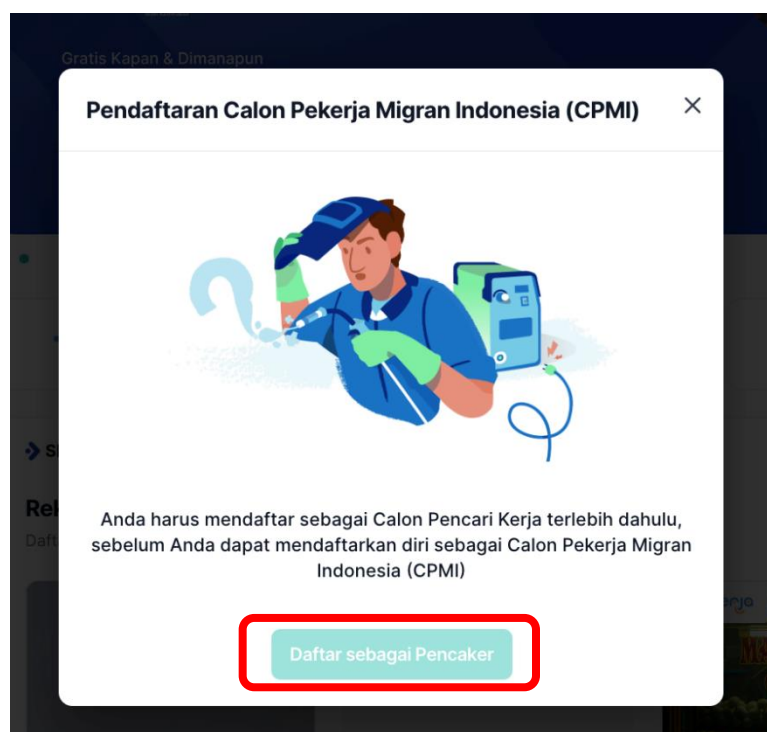 Gratis Kapan & Dimanapun
Pendaftaran Calon Pekerja Migran Indonesia (CPMI)
Anda harus mendaftar sebagai Calon Pencari Kerja terlebih dahulu,
sebelum Anda dapat mendaftarkan diri sebagai Calon Pekerja Migran
Indonesia (CPMI)
Daftar sebagai Pencaker